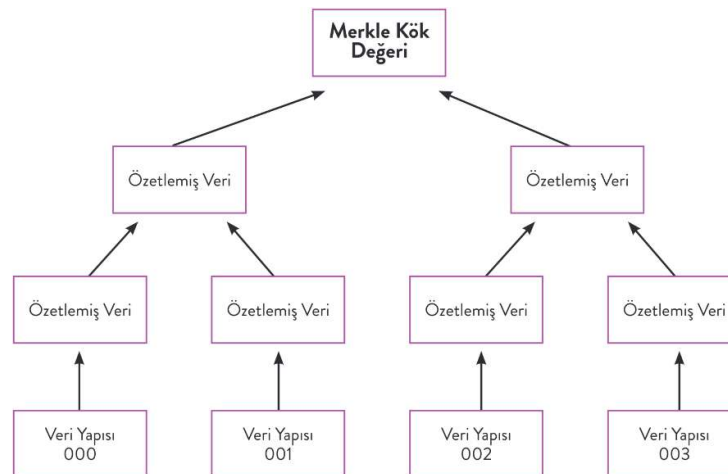 Merkle Kök
Değeri
Özetlemiş Veri
Özetlemiş Veri
Özetlemiş Veri
Özetlemiş Veri
Özetlemiş Veri
Özetlemiş Veri
Veri Yapısı
000
Veri Yapısı
001
Veri Yapısı
002
Veri Yapısı
003